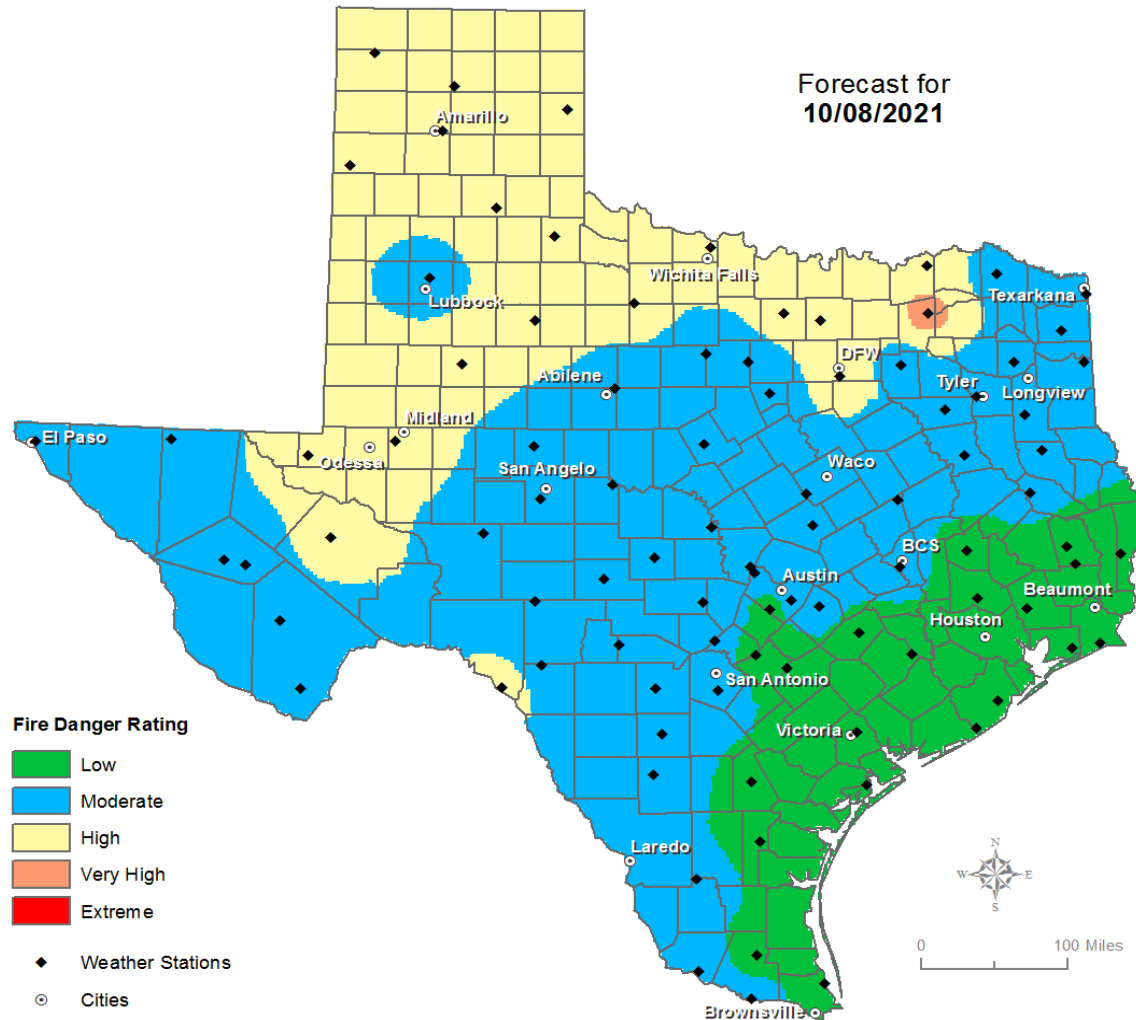 Forecast for
10/08/2021
Amarillo
Wichita Falls
Lubbock
Texarkana
DFW
Abilene
Tyler
Longview
Midland
El Paso
Odessa
San Angelo
Waco
BCS
Austin
Beaumont
Houston
San Antonio
Victoria
Laredo
Brownsville
Fire Danger Rating
Low
Moderate
High
Very High
Extreme
Weather Stations
Cities
N
W E
S
0 100 Miles